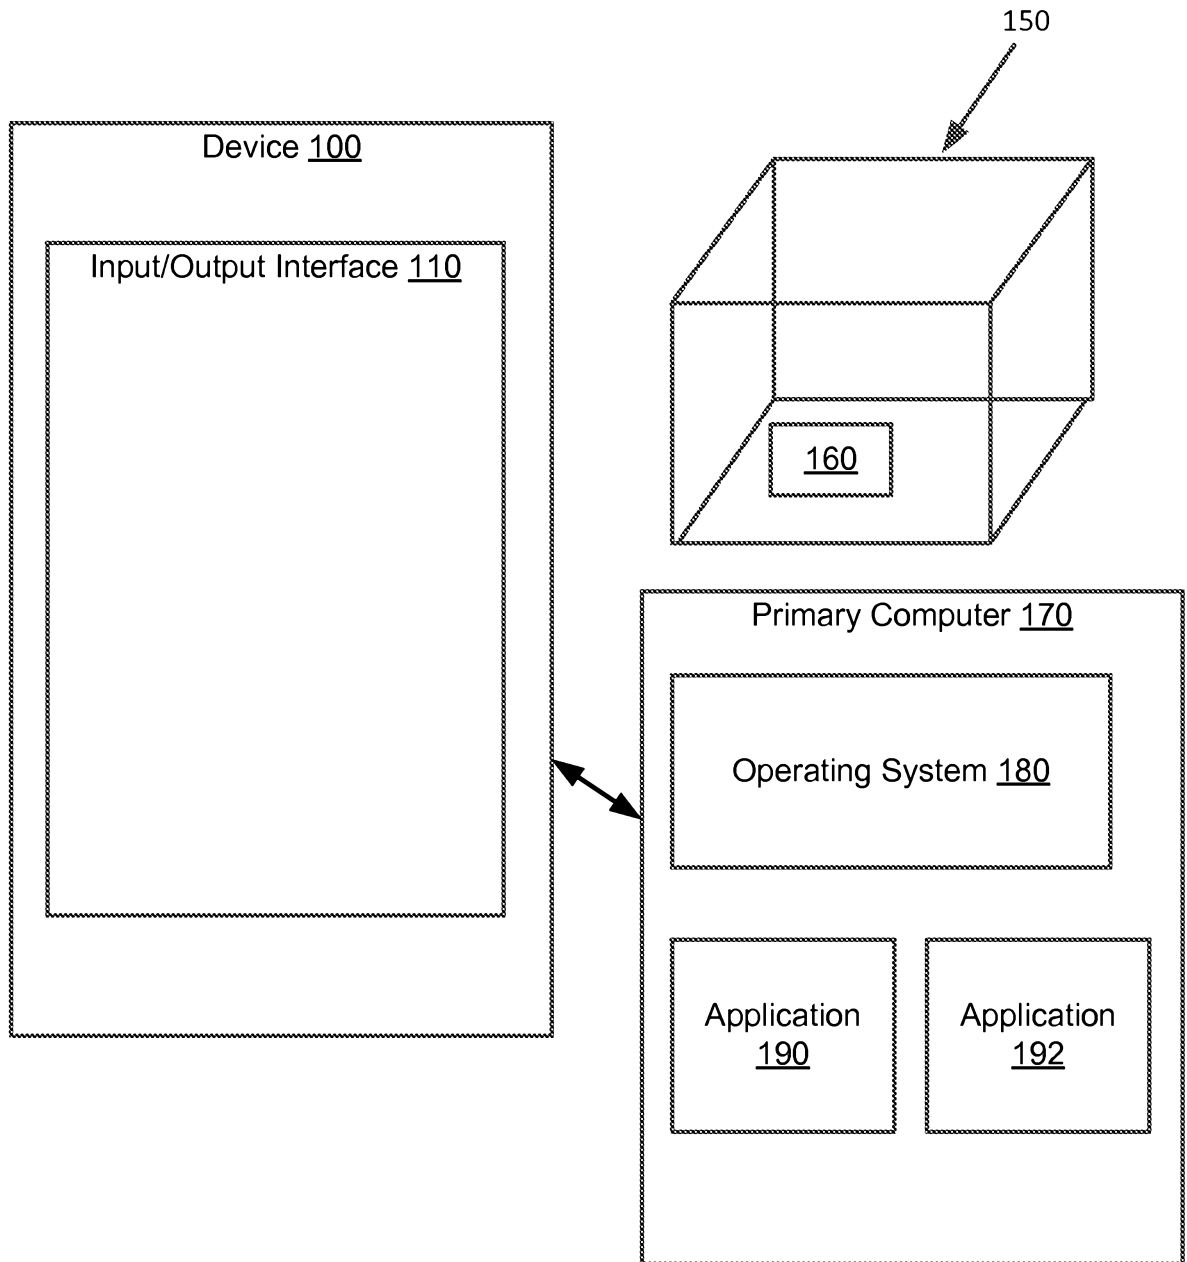 150
Device 100
Input/Output Interface 110
160
Primary Computer 170
Operating System 180
Application
190
Application
192